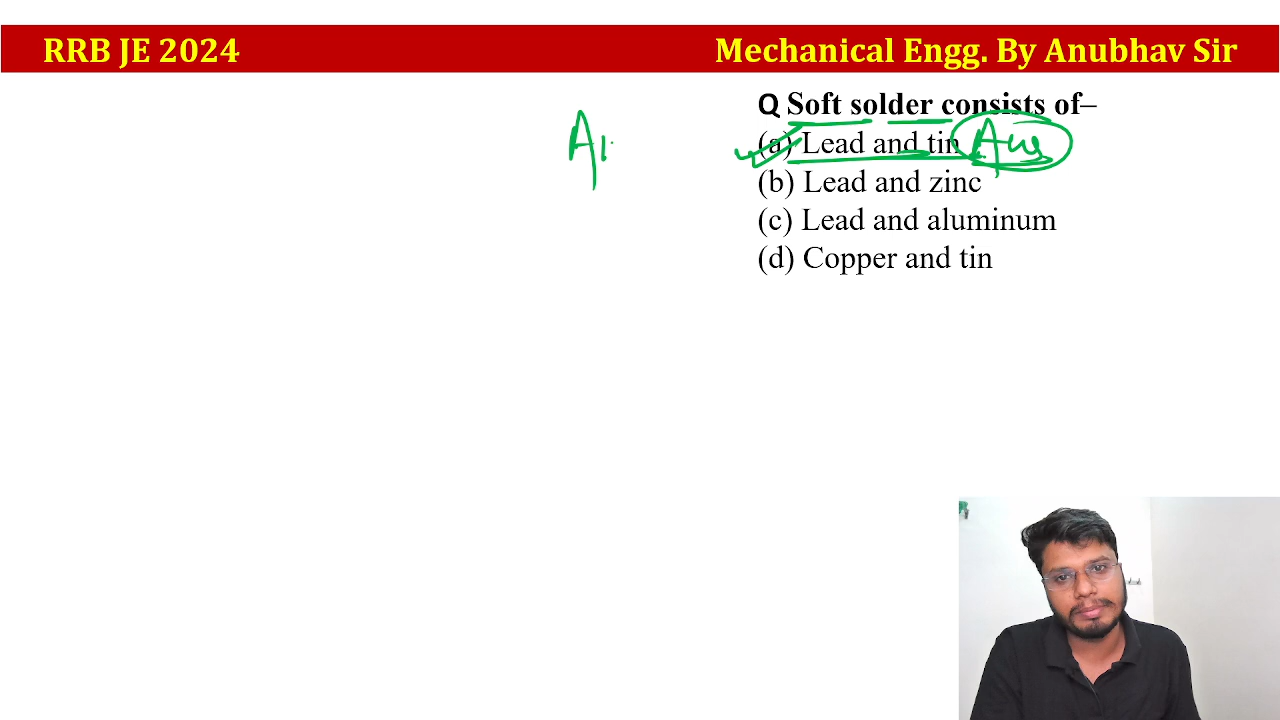 RRB JE 2024
Mechanical Engg. By Anubhav Sir
Q Soft solder consists of–
(a) Lead and tin Ans
(b) Lead and zinc
(c) Lead and aluminum
(d) Copper and tin